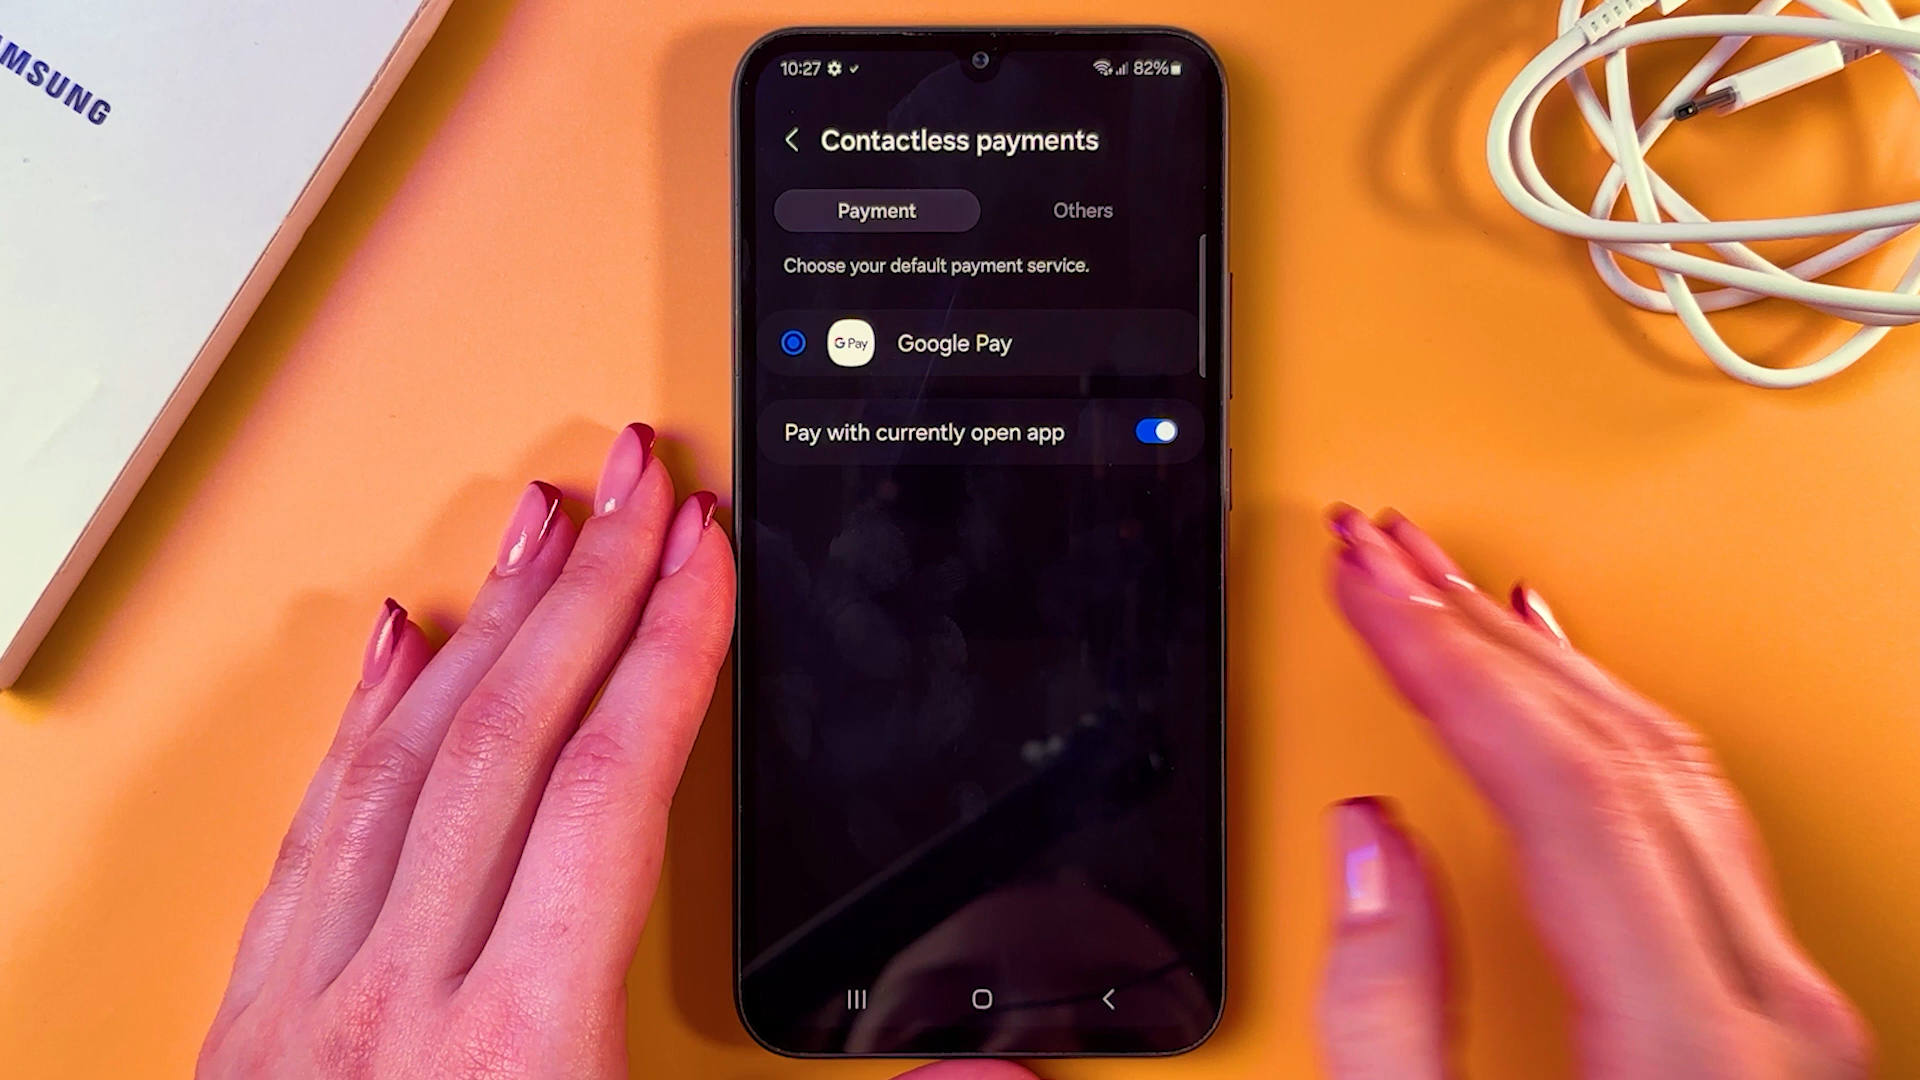 MSUNG
10:27
82%
Contactless payments
Payment
Others
Choose your default payment service.
G Pay
Google Pay
Pay with currently open app